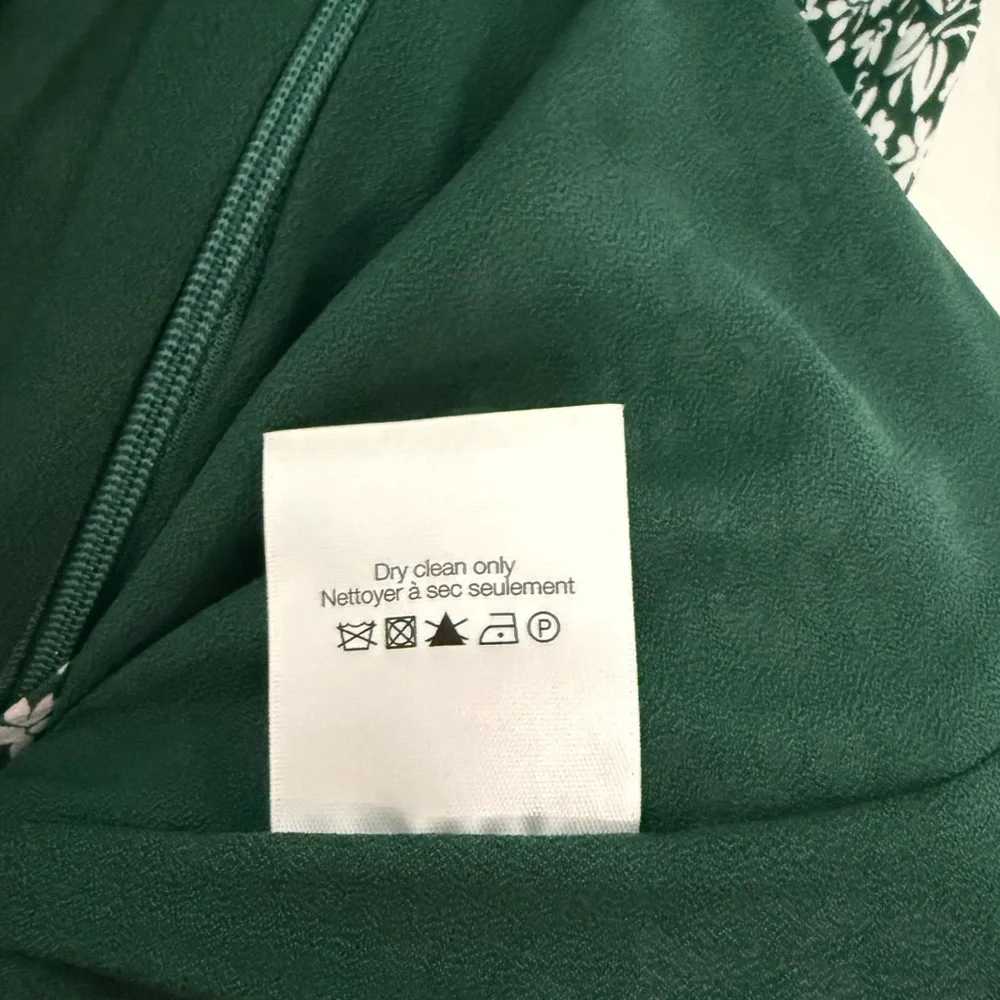 Dry clean only
Nettoyer à sec seulement
P